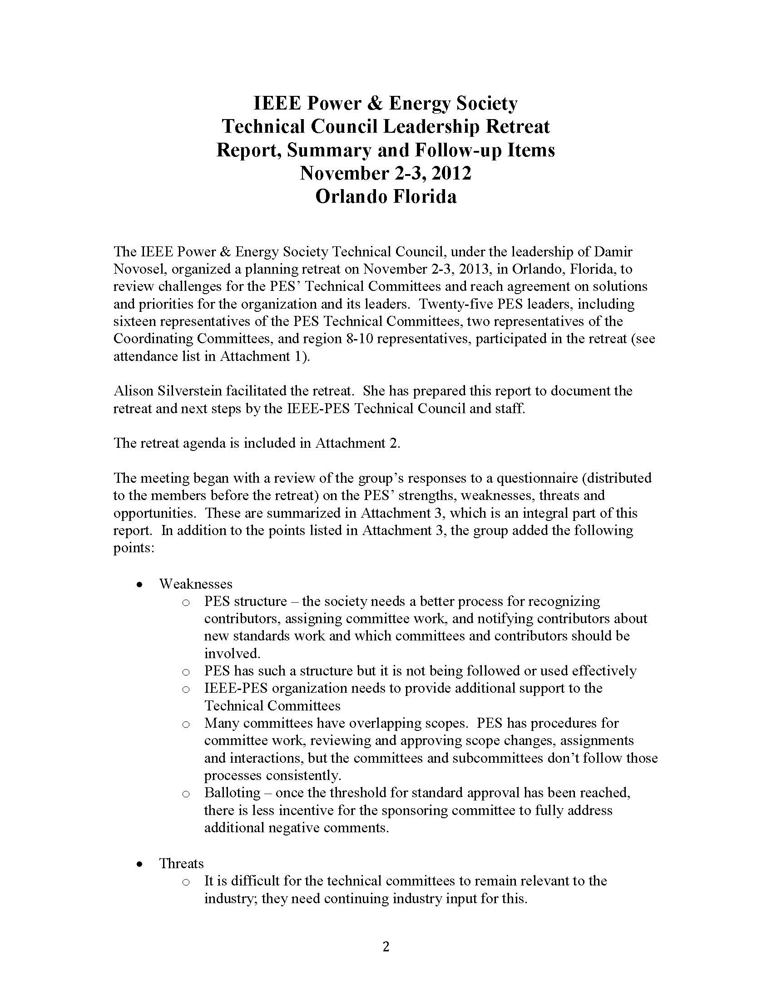 IEEE Power & Energy Society
Technical Council Leadership Retreat
Report, Summary and Follow-up Items
November 2-3, 2012
Orlando Florida
The IEEE Power & Energy Society Technical Council, under the leadership of Damir
Novosel, organized a planning retreat on November 2-3, 2013, in Orlando, Florida, to
review challenges for the PES’ Technical Committees and reach agreement on solutions
and priorities for the organization and its leaders.  Twenty-five PES leaders, including
sixteen representatives of the PES Technical Committees, two representatives of the
Coordinating Committees, and region 8-10 representatives, participated in the retreat (see
attendance list in Attachment 1).
Alison Silverstein facilitated the retreat.  She has prepared this report to document the
retreat and next steps by the IEEE-PES Technical Council and staff.
The retreat agenda is included in Attachment 2.
The meeting began with a review of the group’s responses to a questionnaire (distributed
to the members before the retreat) on the PES’ strengths, weaknesses, threats and
opportunities.  These are summarized in Attachment 3, which is an integral part of this
report.  In addition to the points listed in Attachment 3, the group added the following
points:
• Weaknesses
o PES structure – the society needs a better process for recognizing
contributors, assigning committee work, and notifying contributors about
new standards work and which committees and contributors should be
involved.
o PES has such a structure but it is not being followed or used effectively
o IEEE-PES organization needs to provide additional support to the
Technical Committees
o Many committees have overlapping scopes.  PES has procedures for
committee work, reviewing and approving scope changes, assignments
and interactions, but the committees and subcommittees don’t follow those
processes consistently.
o Balloting – once the threshold for standard approval has been reached,
there is less incentive for the sponsoring committee to fully address
additional negative comments.
• Threats
o It is difficult for the technical committees to remain relevant to the
industry; they need continuing industry input for this.
2